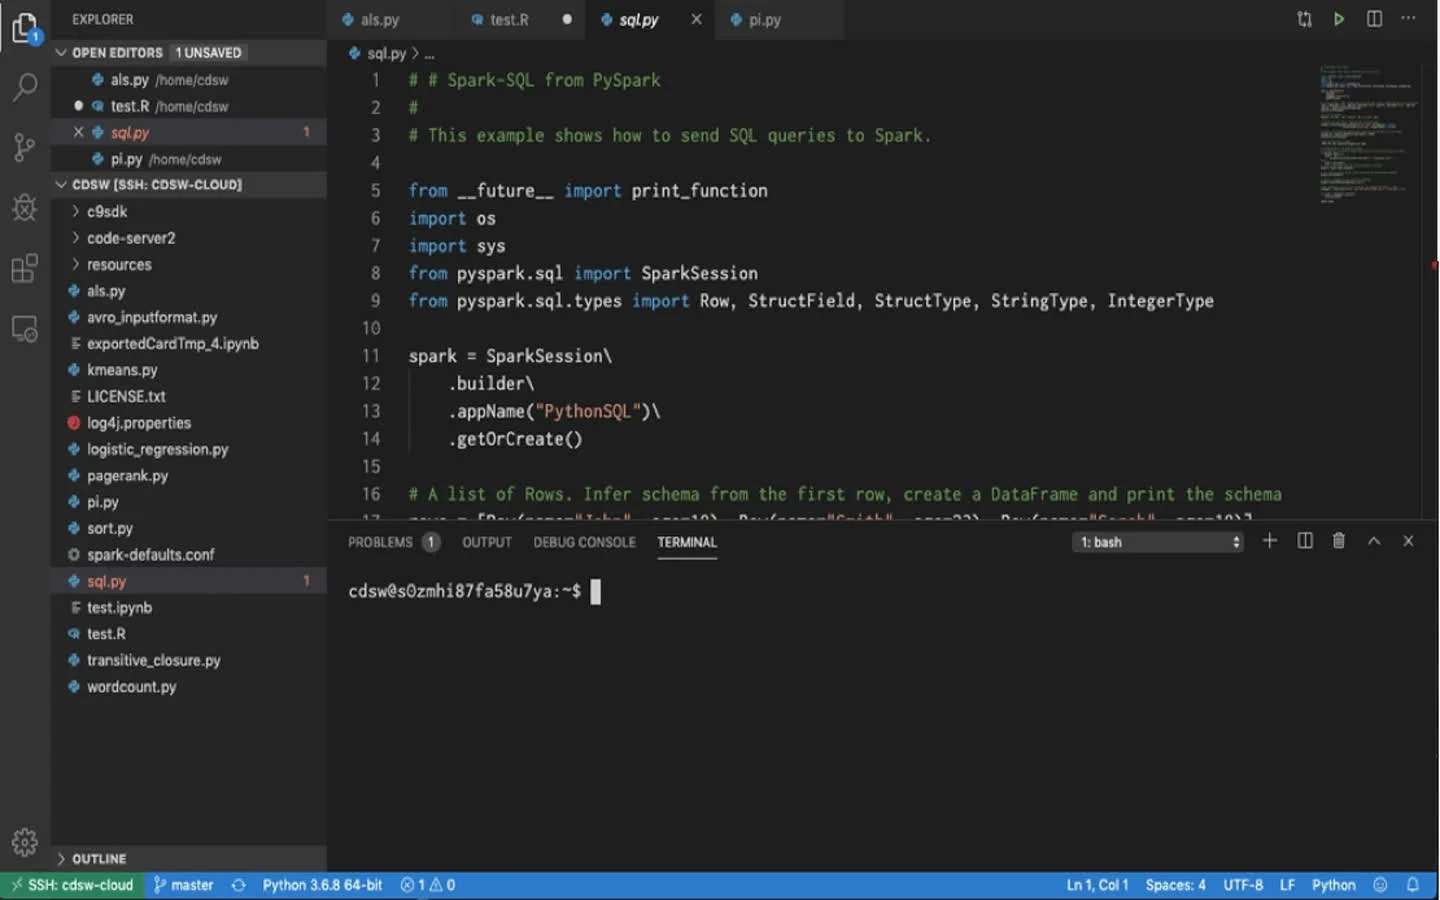 EXPLORER
OPEN EDITORS 1 UNSAVED
als.py /home/cdsw
test.R /home/cdsw
sql.py 1
pi.py /home/cdsw
CDSW [SSH: CDSW-CLOUD]
c9sdk
code-server2
resources
als.py
avro_inputformat.py
exportedCardTmp_4.ipynb
kmeans.py
LICENSE.txt
log4j.properties
logistic_regression.py
pagerank.py
pi.py
sort.py
spark-defaults.conf
sql.py 1
test.ipynb
test.R
transitive_closure.py
wordcount.py
OUTLINE
als.py test.R sql.py pi.py
sql.py > ...
1 # # Spark-SQL from PySpark
2 #
3 # This example shows how to send SQL queries to Spark.
4
5 from __future__ import print_function
6 import os
7 import sys
8 from pyspark.sql import SparkSession
9 from pyspark.sql.types import Row, StructField, StructType, StringType, IntegerType
10
11 spark = SparkSession\
12 .builder\
13 .appName("PythonSQL")\
14 .getOrCreate()
15
16 # A list of Rows. Infer schema from the first row, create a DataFrame and print the schema
PROBLEMS 1 OUTPUT DEBUG CONSOLE TERMINAL 1: bash
cdsw@s0zmhi87fa58u7ya:~$
SSH: cdsw-cloud master Python 3.6.8 64-bit 1 0 Ln 1, Col 1 Spaces: 4 UTF-8 LF Python